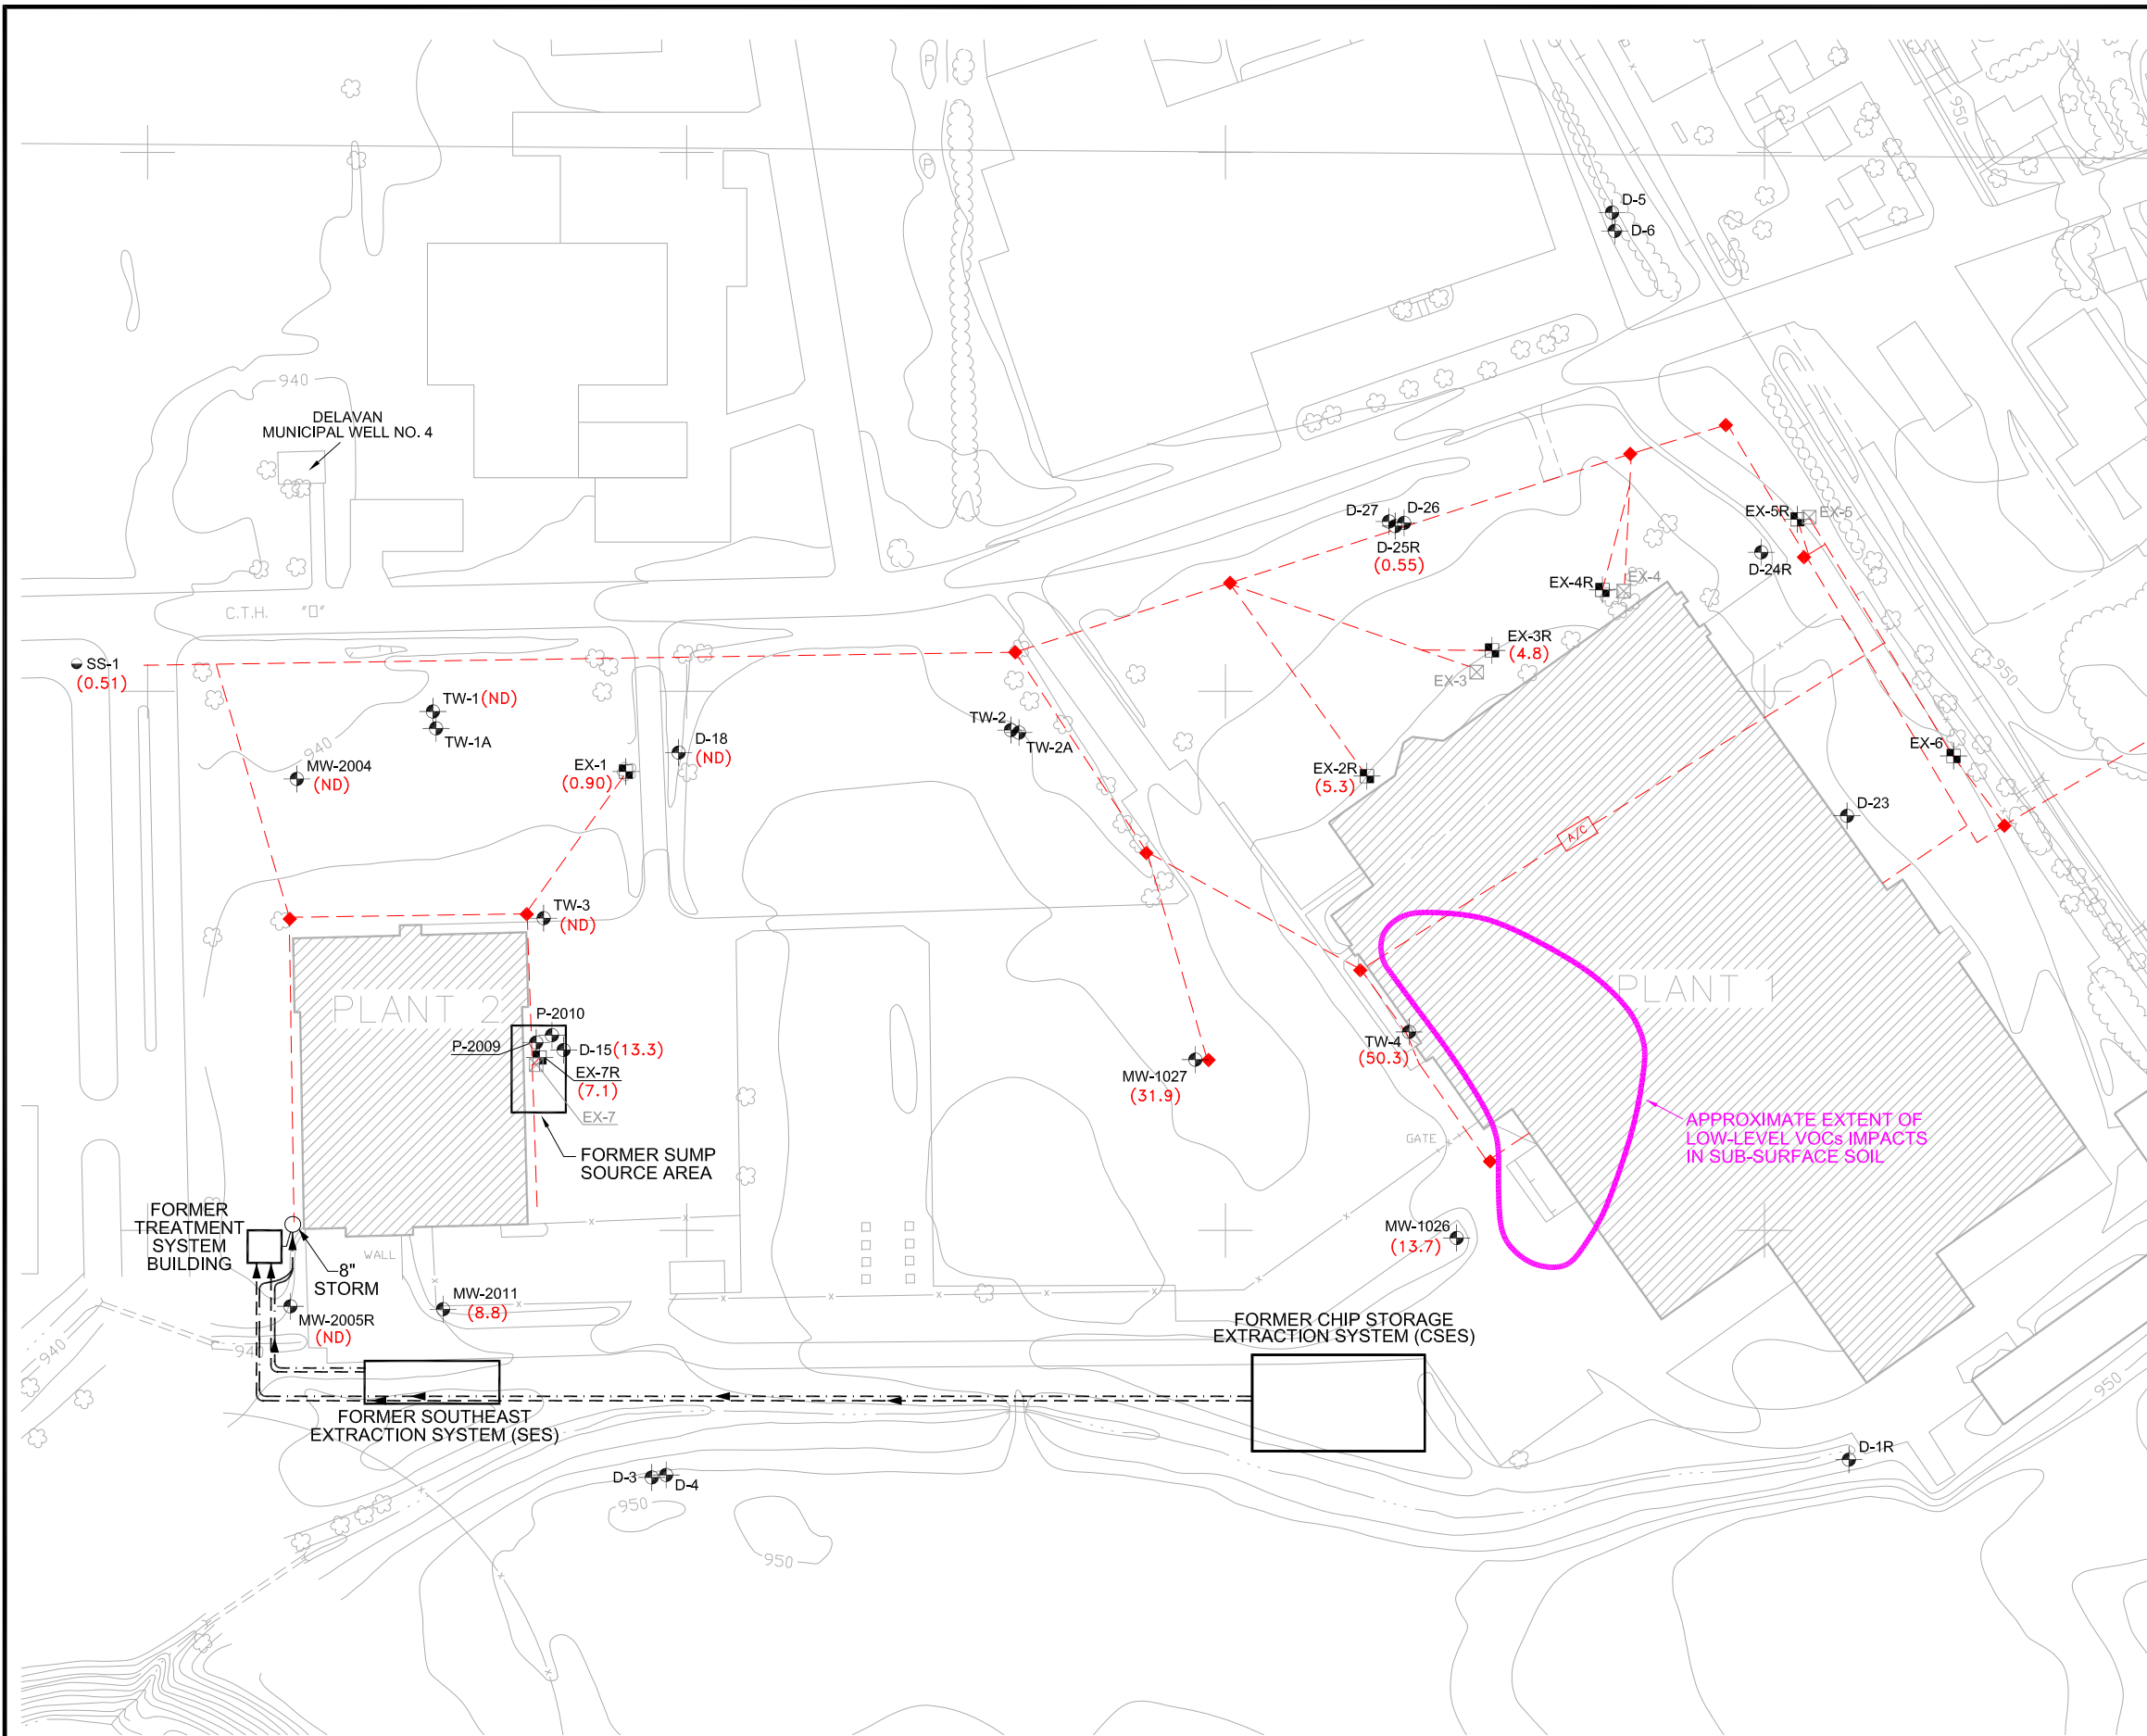 P
P
950
D-5
D-6
940
DELAVAN
MUNICIPAL WELL NO. 4
D-27
D-26
D-25R
(0.55)
EX-5R
EX-5
D-24R
EX-4R
EX-4
C.T.H. "D"
SS-1
(0.51)
EX-3R
(4.8)
EX-3
950
TW-1(ND)
TW-1A
940
MW-2004
(ND)
EX-1
(0.90)
D-18
(ND)
TW-2
TW-2A
EX-2R
(5.3)
EX-6
D-23
A/C
TW-3
(ND)
PLANT 2
PLANT 1
P-2010
P-2009
D-15(13.3)
EX-7R
(7.1)
EX-7
TW-4
(50.3)
MW-1027
(31.9)
FORMER SUMP
SOURCE AREA
GATE
APPROXIMATE EXTENT OF
LOW-LEVEL VOCs IMPACTS
IN SUB-SURFACE SOIL
FORMER
TREATMENT
SYSTEM
BUILDING
WALL
8"
STORM
MW-1026
(13.7)
MW-2011
(8.8)
MW-2005R
(ND)
940
940
FORMER CHIP STORAGE
EXTRACTION SYSTEM (CSES)
FORMER SOUTHEAST
EXTRACTION SYSTEM (SES)
950
D-1R
D-3
D-4
950
950